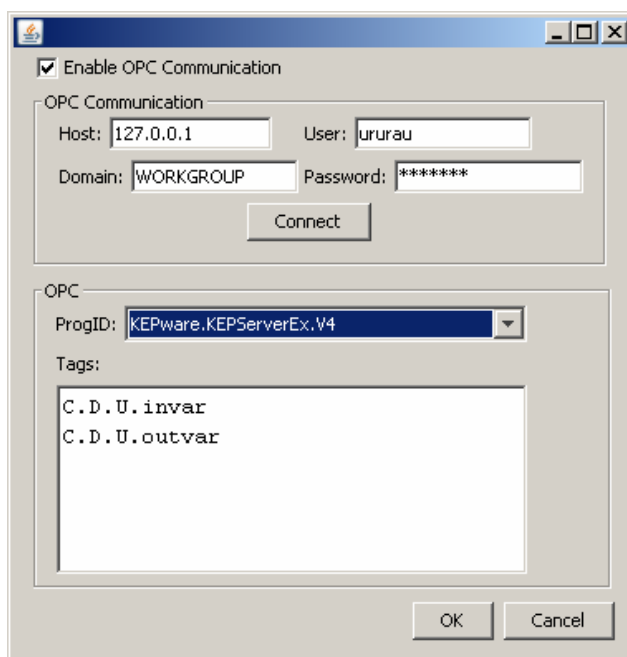 Enable OPC Communication
OPC Communication
Host: 127.0.0.1 User: ururau
Domain: WORKGROUP Password: *******
Connect
OPC
ProgID: KEPware.KEPServerEx.V4
Tags:
C.D.U.invar
C.D.U.outvar
OK Cancel